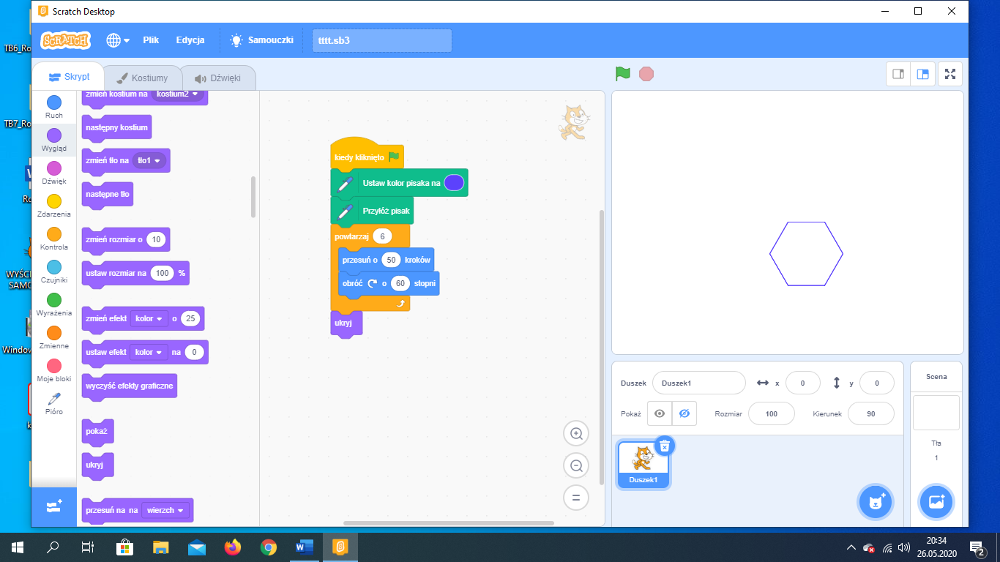 Scratch Desktop
TB6_Ro
TB7_Ro
Ro
WYŚCI
SAMO
Window
k
SCRATCH
Plik
Edycja
Samouczki
tttt.sb3
Skrypt
Kostiumy
Dźwięki
Ruch
Wygląd
Dźwięk
Zdarzenia
Kontrola
Czujniki
Wyrażenia
Zmienne
Moje bloki
Pióro
zmień kostium na kostium2
następny kostium
zmień tło na tło1
następne tło
zmień rozmiar o 10
ustaw rozmiar na 100 %
zmień efekt kolor o 25
ustaw efekt kolor na 0
wyczyść efekty graficzne
pokaż
ukryj
przesuń na na wierzch
kiedy kliknięto
Ustaw kolor pisaka na
Przyłóż pisak
powtarzaj 6
przesuń o 50 kroków
obróć o 60 stopni
ukryj
Duszek Duszek1 x 0 y 0
Pokaż Rozmiar 100 Kierunek 90
Duszek1
Scena
Tła
1
20:34
26.05.2020
2